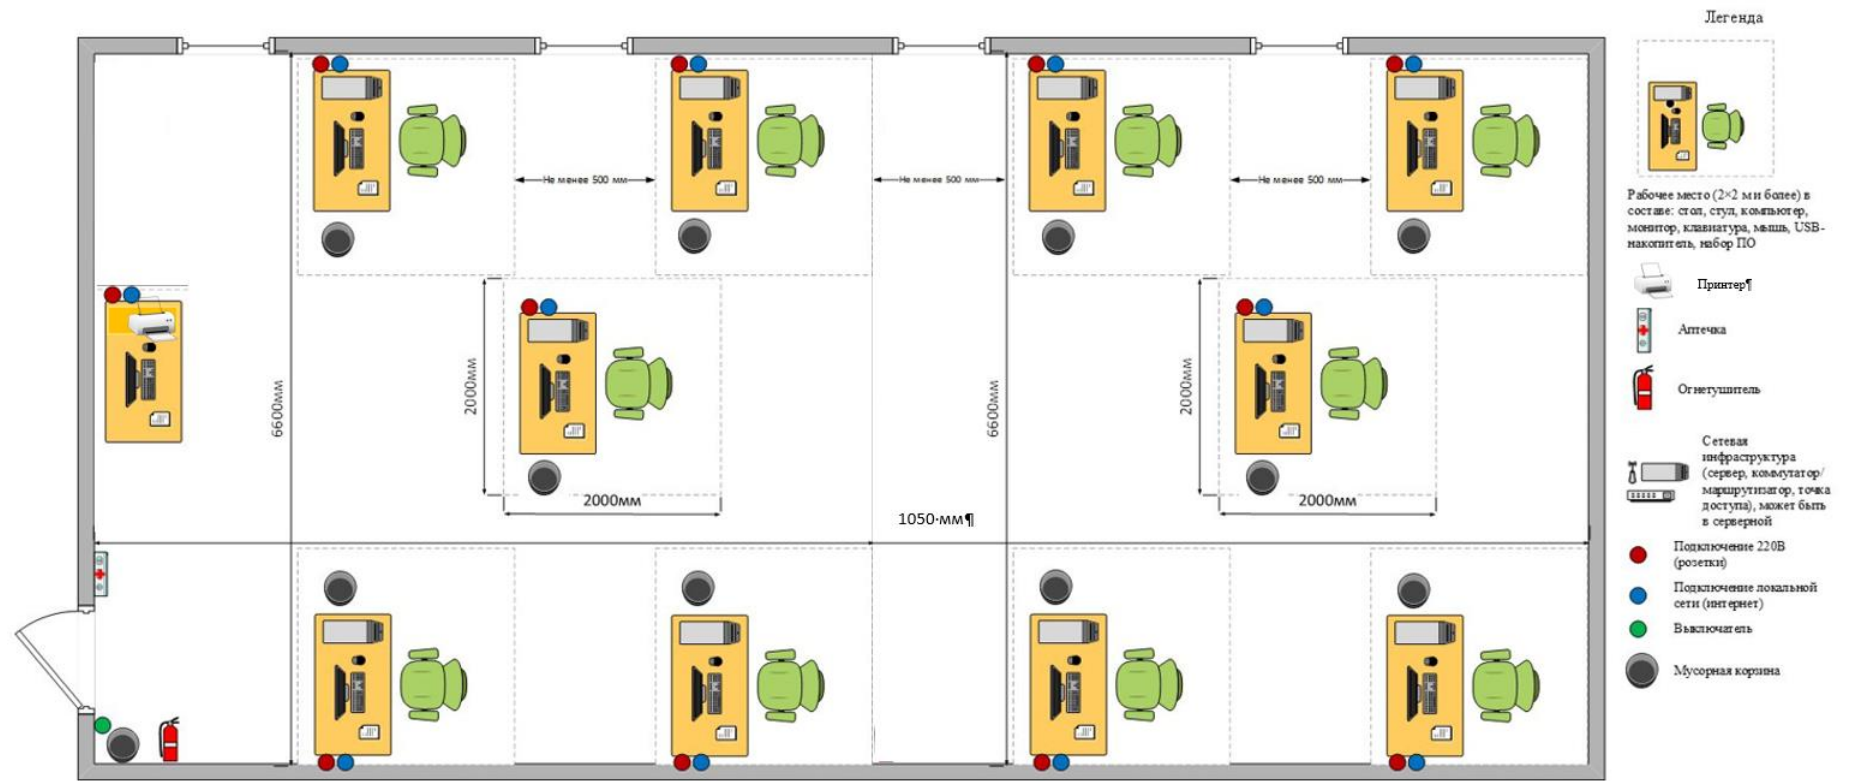 Легенда
Не менее 500 мм
Не менее 500 мм
Не менее 500 мм
Рабочее место (2×2 м и более) в
составе: стол, стул, компьютер,
монитор, клавиатура, мышь, USB-
накопитель, набор ПО
Принтер¶
Аптечка
Огнетушитель
6600мм
2000мм
6600мм
2000мм
2000мм
2000мм
1050·мм¶
Сетевая
инфраструктура
(сервер, коммутатор/
маршрутизатор, точка
доступа), может быть
в серверной
Подключение 220В
(розетки)
Подключение локальной
сети (интернет)
Выключатель
Мусорная корзина